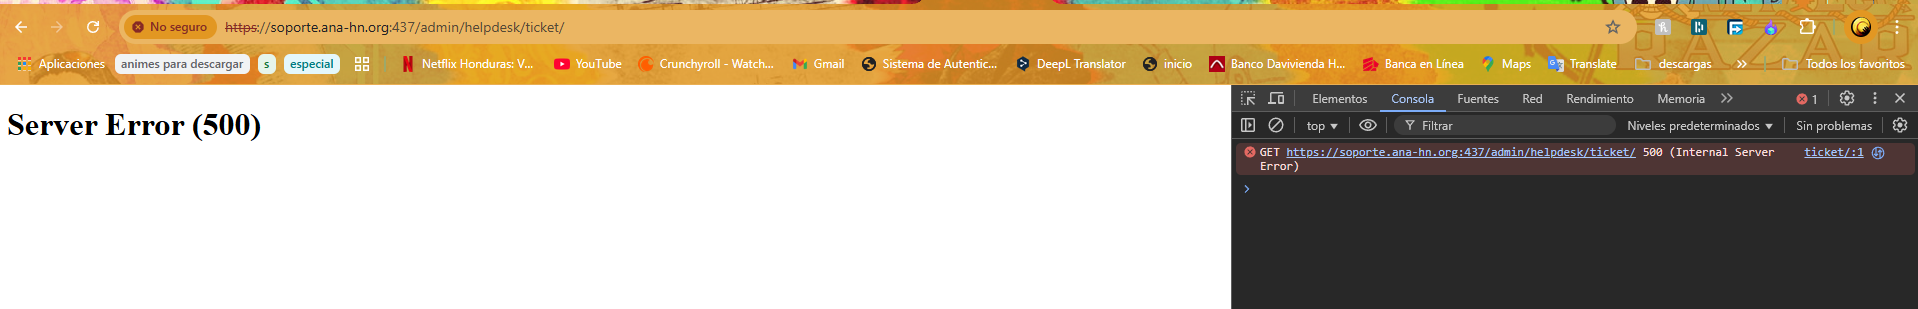 No seguro https://soporte.ana-hn.org:437/admin/helpdesk/ticket/
Aplicaciones animes para descargar s especial Netflix Honduras: V... YouTube Crunchyroll - Watch... Gmail Sistema de Autentic... DeepL Translator inicio Banco Davivienda H... Banca en Línea Maps Translate descargas » Todos los favoritos
Server Error (500)
Elementos Consola Fuentes Red Rendimiento Memoria » 1
top Filtrar Niveles predeterminados Sin problemas
GET https://soporte.ana-hn.org:437/admin/helpdesk/ticket/ 500 (Internal Server ticket/:1
Error)